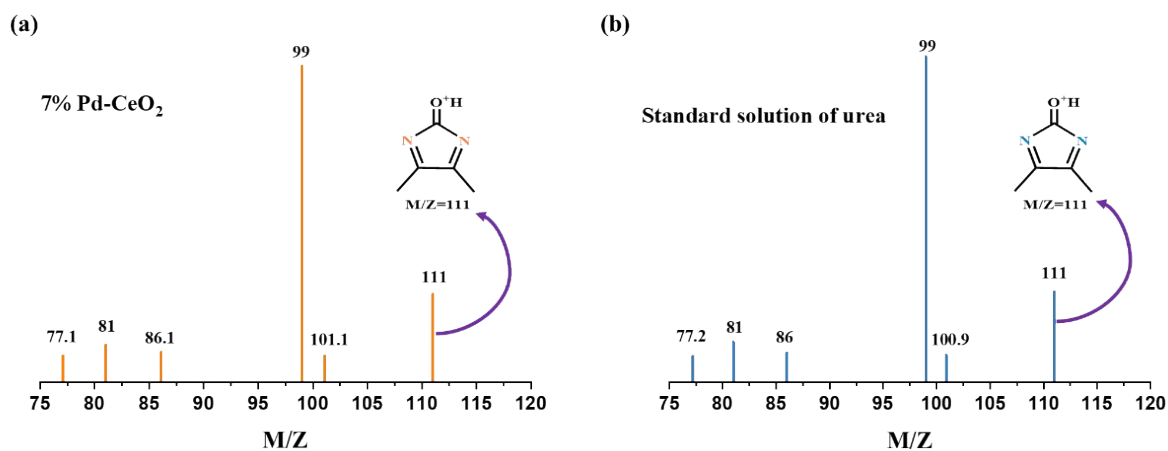 (a)
99
7% Pd-CeO₂
O⁺H
N N
M/Z=111
111
77.1
81
86.1
101.1
75 80 85 90 95 100 105 110 115 120
M/Z
(b)
99
Standard solution of urea
O⁺H
N N
M/Z=111
111
77.2
81
86
100.9
75 80 85 90 95 100 105 110 115 120
M/Z